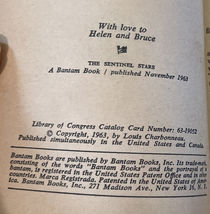 With love to
Helen and Bruce
THE SENTINEL STARS
A Bantam Book / published November 1963
Library of Congress Catalog Card Number: 63-19052
© Copyright, 1963, by Louis Charbonneau.
Published simultaneously in the United States and Canada.
Bantam Books are published by Bantam Books, Inc. Its trade-mark,
consisting of the words "Bantam Books" and the portrayal of a
bantam, is registered in the United States Patent Office and in other
countries. Marca Registrada. Printed in the United States of America.
Bantam Books, Inc., 271 Madison Ave., New York 16, N. Y.